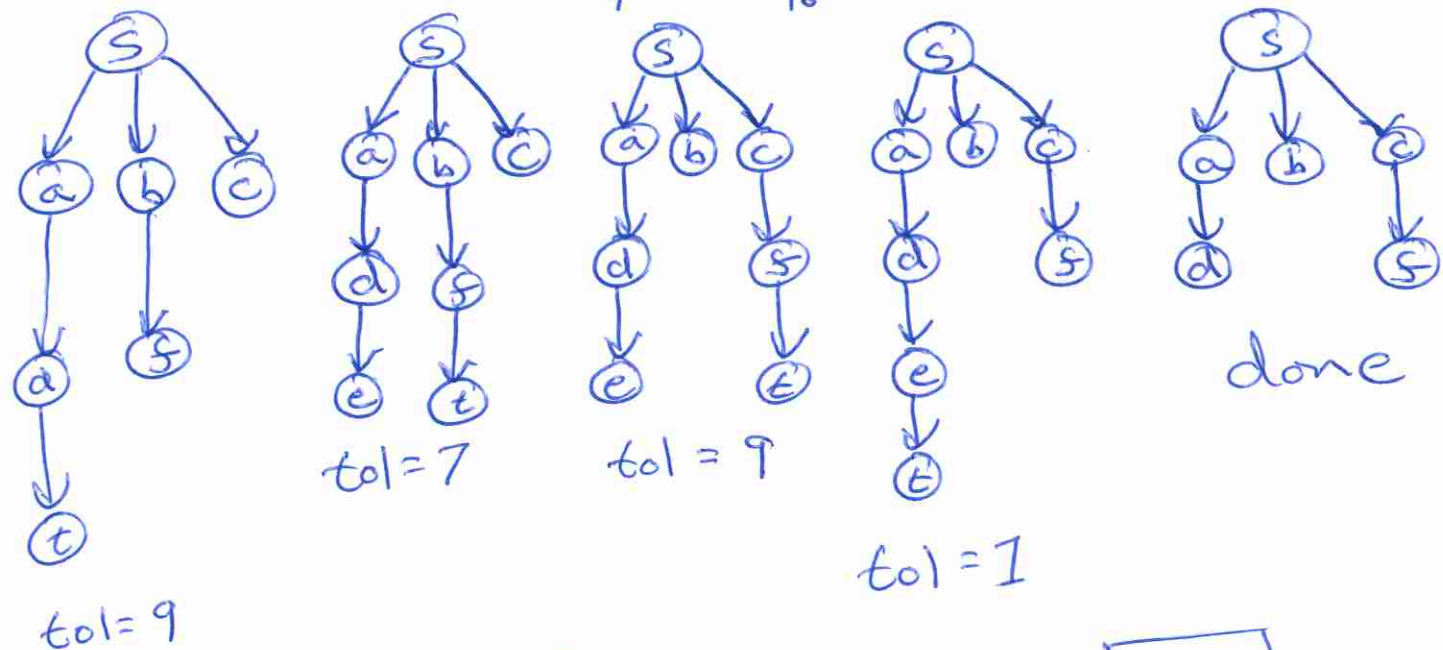 S S S S S
a b c a b c a b c a b c a b c
d f d f d f d f
a f e t e t e done
tol=7 tol = 9 t
t tol = 1
tol=9